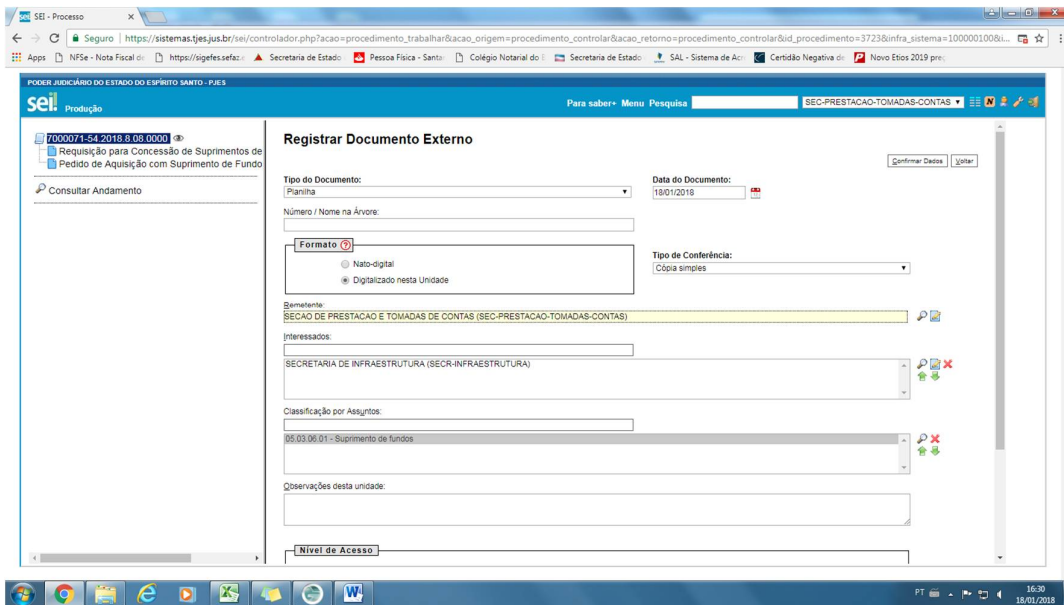 SEI - Processo
Seguro | https://sistemas.tjes.jus.br/sei/controlador.php?acao=procedimento_trabalhar&acao_origem=procedimento_controlar&acao_retorno=procedimento_controlar&id_procedimento=3723&infra_sistema=100000100&i...
Apps NFSe - Nota Fiscal de https://sigefes.sefaz.e Secretaria de Estado Pessoa Física - Santa Colégio Notarial do Secretaria de Estado SAL - Sistema de Acm Certidão Negativa de Novo Etios 2019 pre
PODER JUDICIÁRIO DO ESTADO DO ESPÍRITO SANTO - PJES
sei! Produção Para saber+ Menu Pesquisa SEC-PRESTACAO-TOMADAS-CONTAS
7000071-54.2018.8.08.0000
Requisição para Concessão de Suprimentos de
Pedido de Aquisição com Suprimento de Fundo
Consultar Andamento
Registrar Documento Externo
Confirmar Dados Voltar
Tipo do Documento: Data do Documento:
Planilha 18/01/2018
Número / Nome na Árvore:
Formato
Nato-digital
Digitalizado nesta Unidade
Tipo de Conferência:
Cópia simples
Remetente:
SECAO DE PRESTACAO E TOMADAS DE CONTAS (SEC-PRESTACAO-TOMADAS-CONTAS)
Interessados:
SECRETARIA DE INFRAESTRUTURA (SECR-INFRAESTRUTURA)
Classificação por Assuntos:
05.03.06.01 - Suprimento de fundos
Observações desta unidade:
Nível de Acesso
PT 16:30
18/01/2018